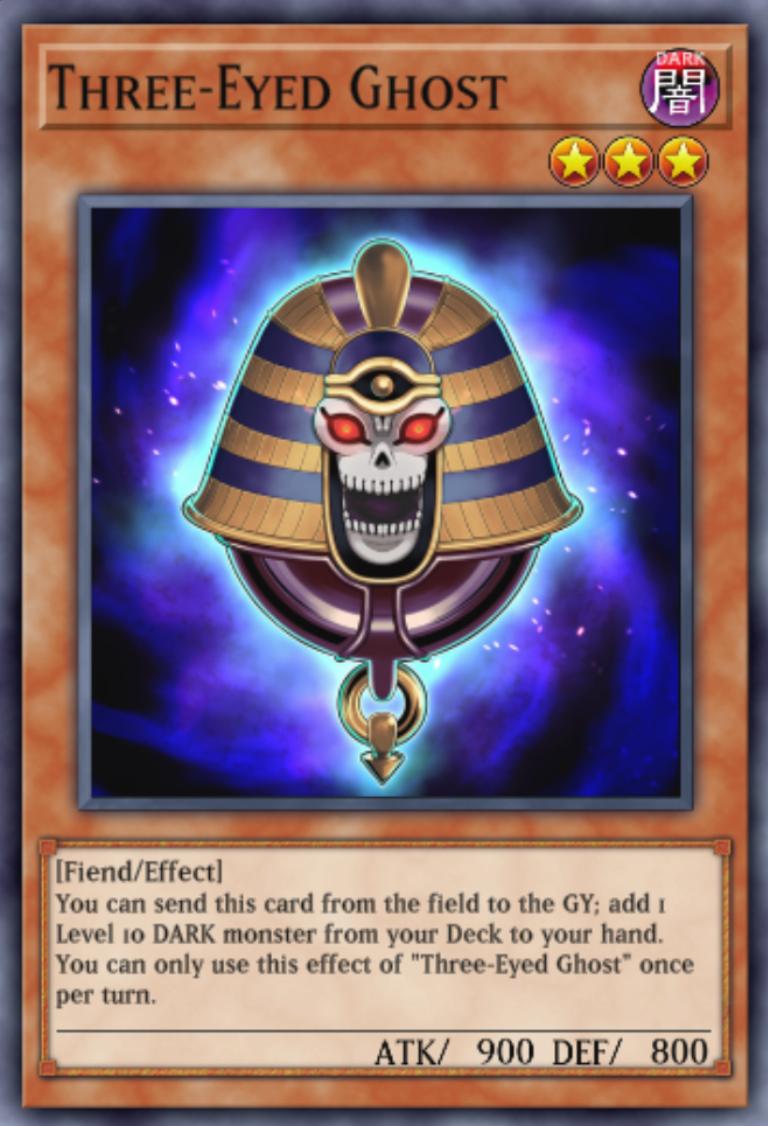 Three-Eyed Ghost
DARK
闇
[Fiend/Effect]
You can send this card from the field to the GY; add 1
Level 10 DARK monster from your Deck to your hand.
You can only use this effect of "Three-Eyed Ghost" once
per turn.
ATK/ 900 DEF/ 800